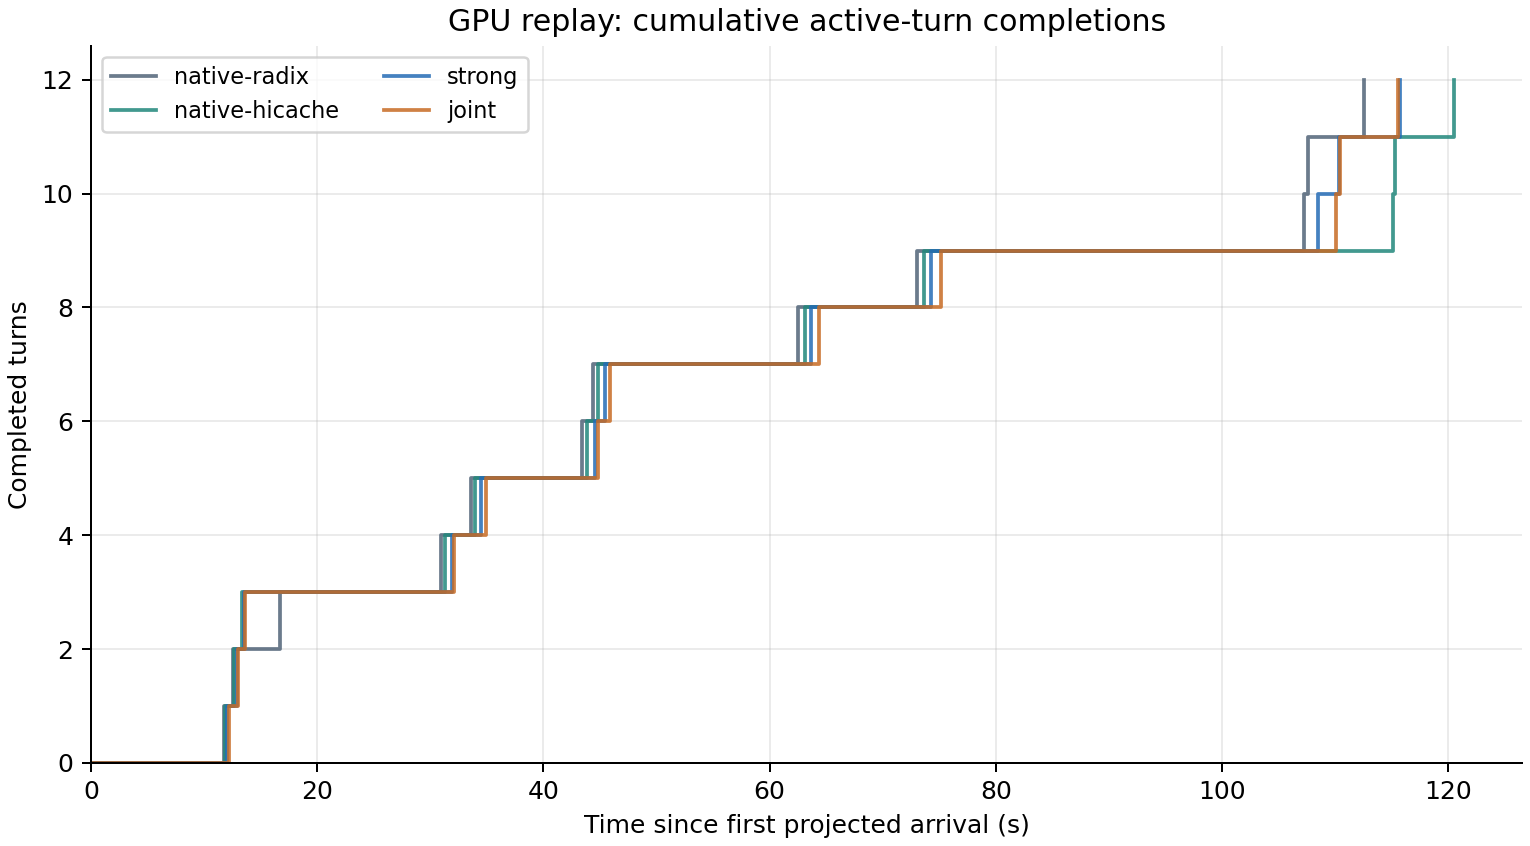 GPU replay: cumulative active-turn completions
native-radix
native-hicache
strong
joint
Completed turns
12
10
8
6
4
2
0
0 20 40 60 80 100 120
Time since first projected arrival (s)